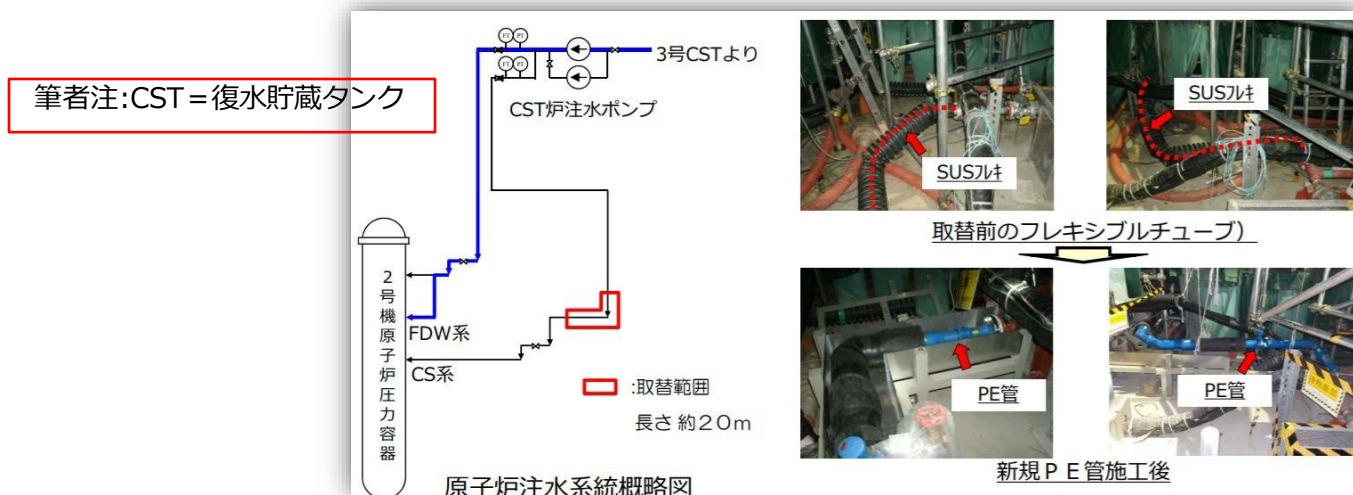 筆者注:CST＝復水貯蔵タンク
FT PT
FT PT
3号CSTより
CST炉注水ポンプ
2号機原子炉圧力容器
FDW系
CS系
:取替範囲
長さ 約２０ｍ
原子炉注水系統概略図
SUSﾌﾚｷ
SUSﾌﾚｷ
取替前のフレキシブルチューブ）
PE管
PE管
新規ＰＥ管施工後